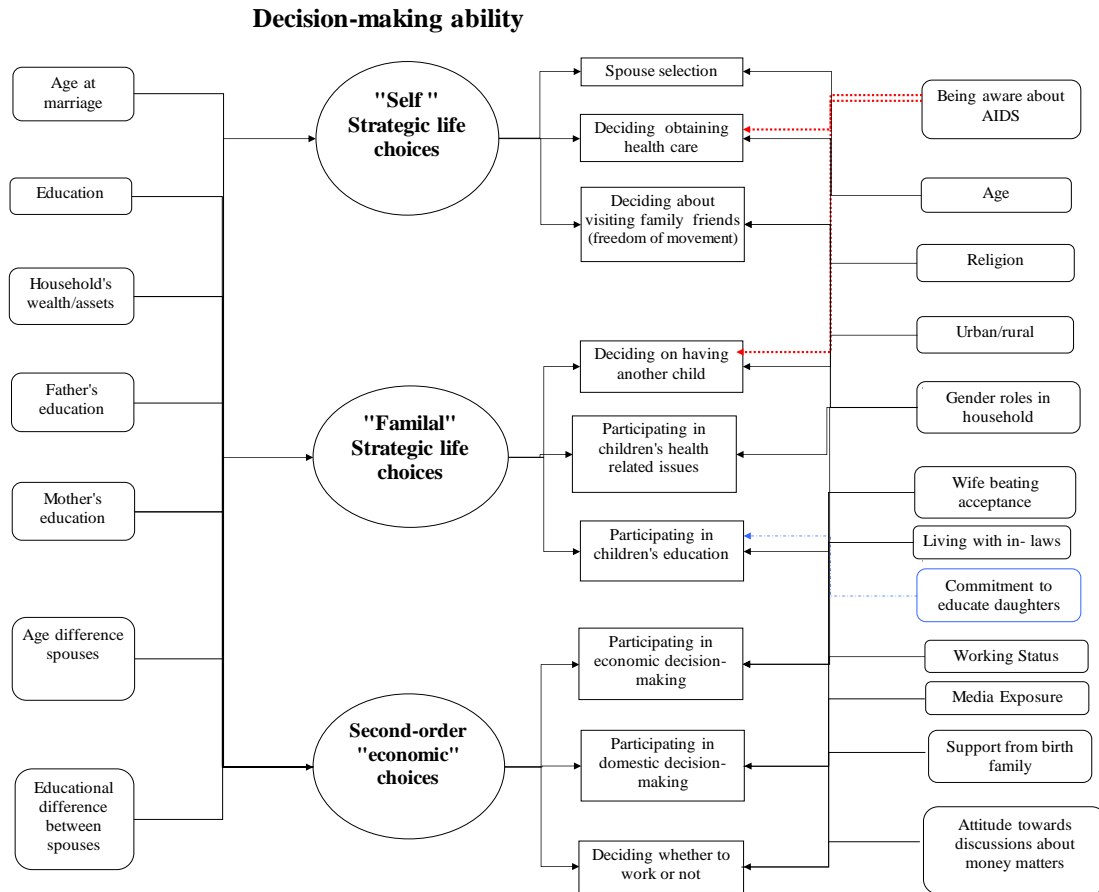 Decision-making ability
Age at
marriage
Education
Household's
wealth/assets
Father's
education
Mother's
education
Age difference
spouses
Educational
difference
between
spouses
"Self "
Strategic life
choices
"Familal"
Strategic life
choices
Second-order
"economic"
choices
Spouse selection
Deciding obtaining
health care
Deciding about
visiting family friends
(freedom of movement)
Deciding on having
another child
Participating in
children's health
related issues
Participating in
children's education
Participating in
economic decision-
making
Participating in
domestic decision-
making
Deciding whether to
work or not
Being aware about
AIDS
Age
Religion
Urban/rural
Gender roles in
household
Wife beating
acceptance
Living with in- laws
Commitment to
educate daughters
Working Status
Media Exposure
Support from birth
family
Attitude towards
discussions about
money matters